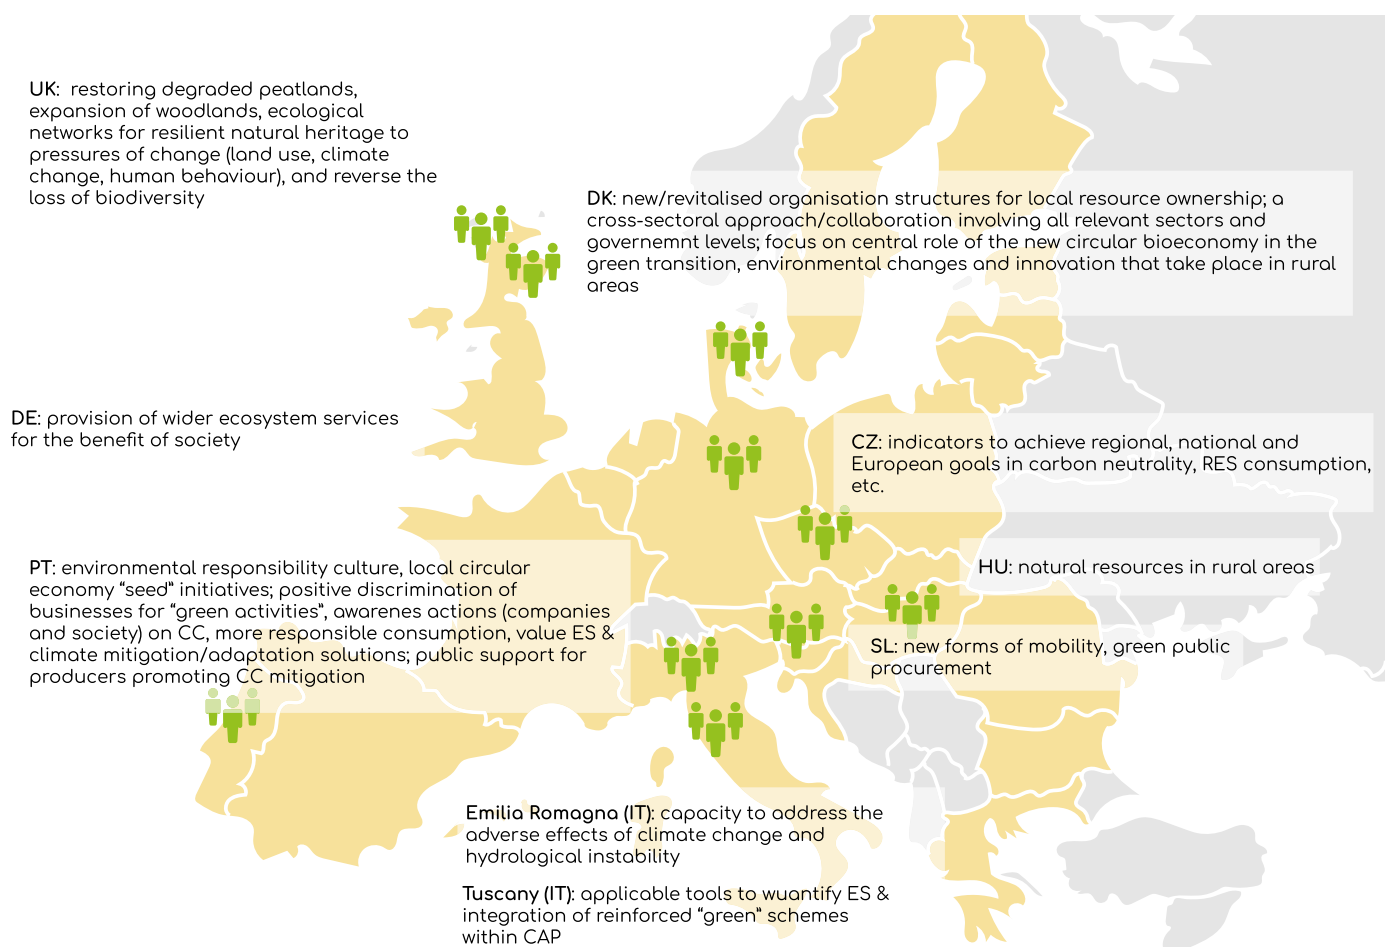 UK: restoring degraded peatlands,
expansion of woodlands, ecological
networks for resilient natural heritage to
pressures of change (land use, climate
change, human behaviour), and reverse the
loss of biodiversity
DK: new/revitalised organisation structures for local resource ownership; a
cross-sectoral approach/collaboration involving all relevant sectors and
governemnt levels; focus on central role of the new circular bioeconomy in the
green transition, environmental changes and innovation that take place in rural
areas
DE: provision of wider ecosystem services
for the benefit of society
CZ: indicators to achieve regional, national and
European goals in carbon neutrality, RES consumption,
etc.
PT: environmental responsibility culture, local circular
economy “seed” initiatives; positive discrimination of
businesses for “green activities”, awarenes actions (companies
and society) on CC, more responsible consumption, value ES &
climate mitigation/adaptation solutions; public support for
producers promoting CC mitigation
HU: natural resources in rural areas
SL: new forms of mobility, green public
procurement
Emilia Romagna (IT): capacity to address the
adverse effects of climate change and
hydrological instability
Tuscany (IT): applicable tools to wuantify ES &
integration of reinforced “green” schemes
within CAP